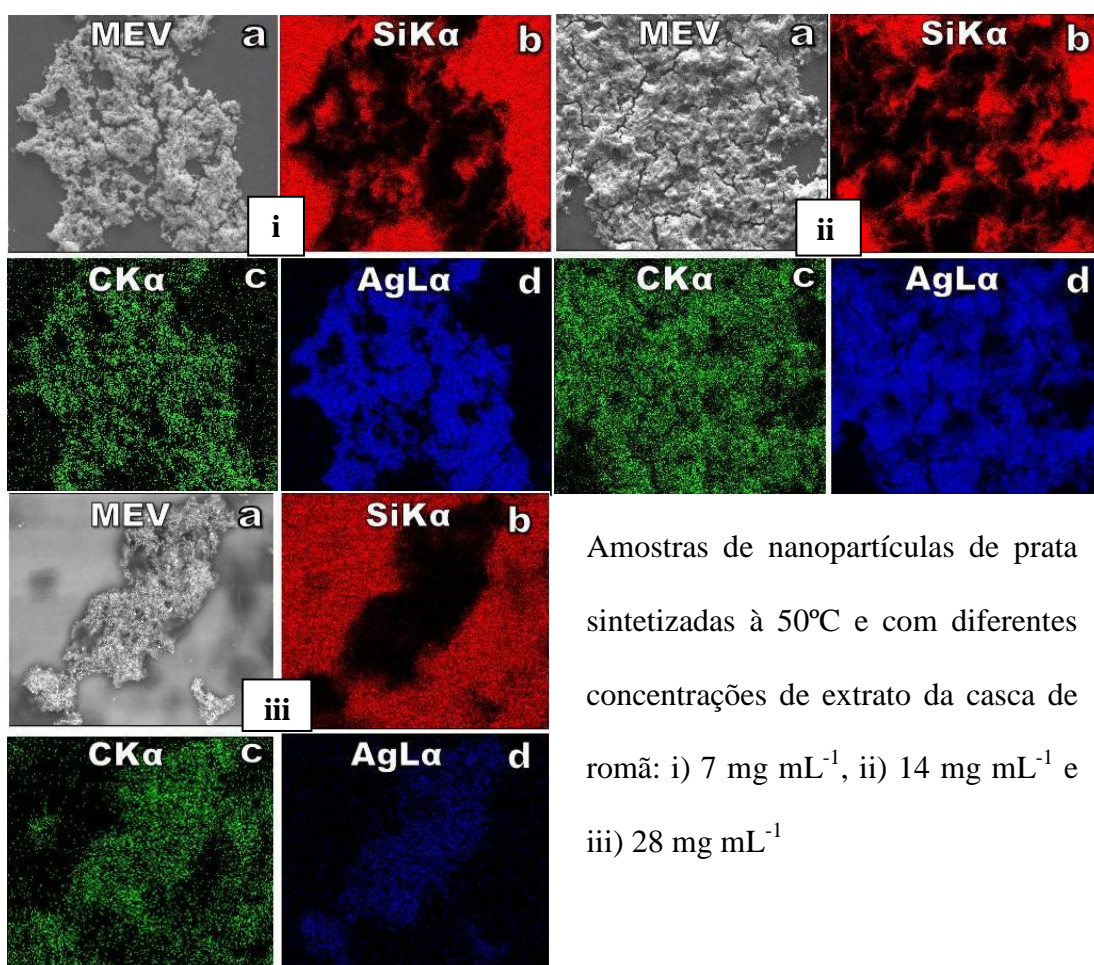 MEV a SiKα b MEV a SiKα b
i ii
CKα c AgLα d CKα c AgLα d
MEV a SiKα b
iii
CKα c AgLα d
Amostras de nanopartículas de prata
sintetizadas à 50ºC e com diferentes
concentrações de extrato da casca de
romã: i) 7 mg mL⁻¹, ii) 14 mg mL⁻¹ e
iii) 28 mg mL⁻¹